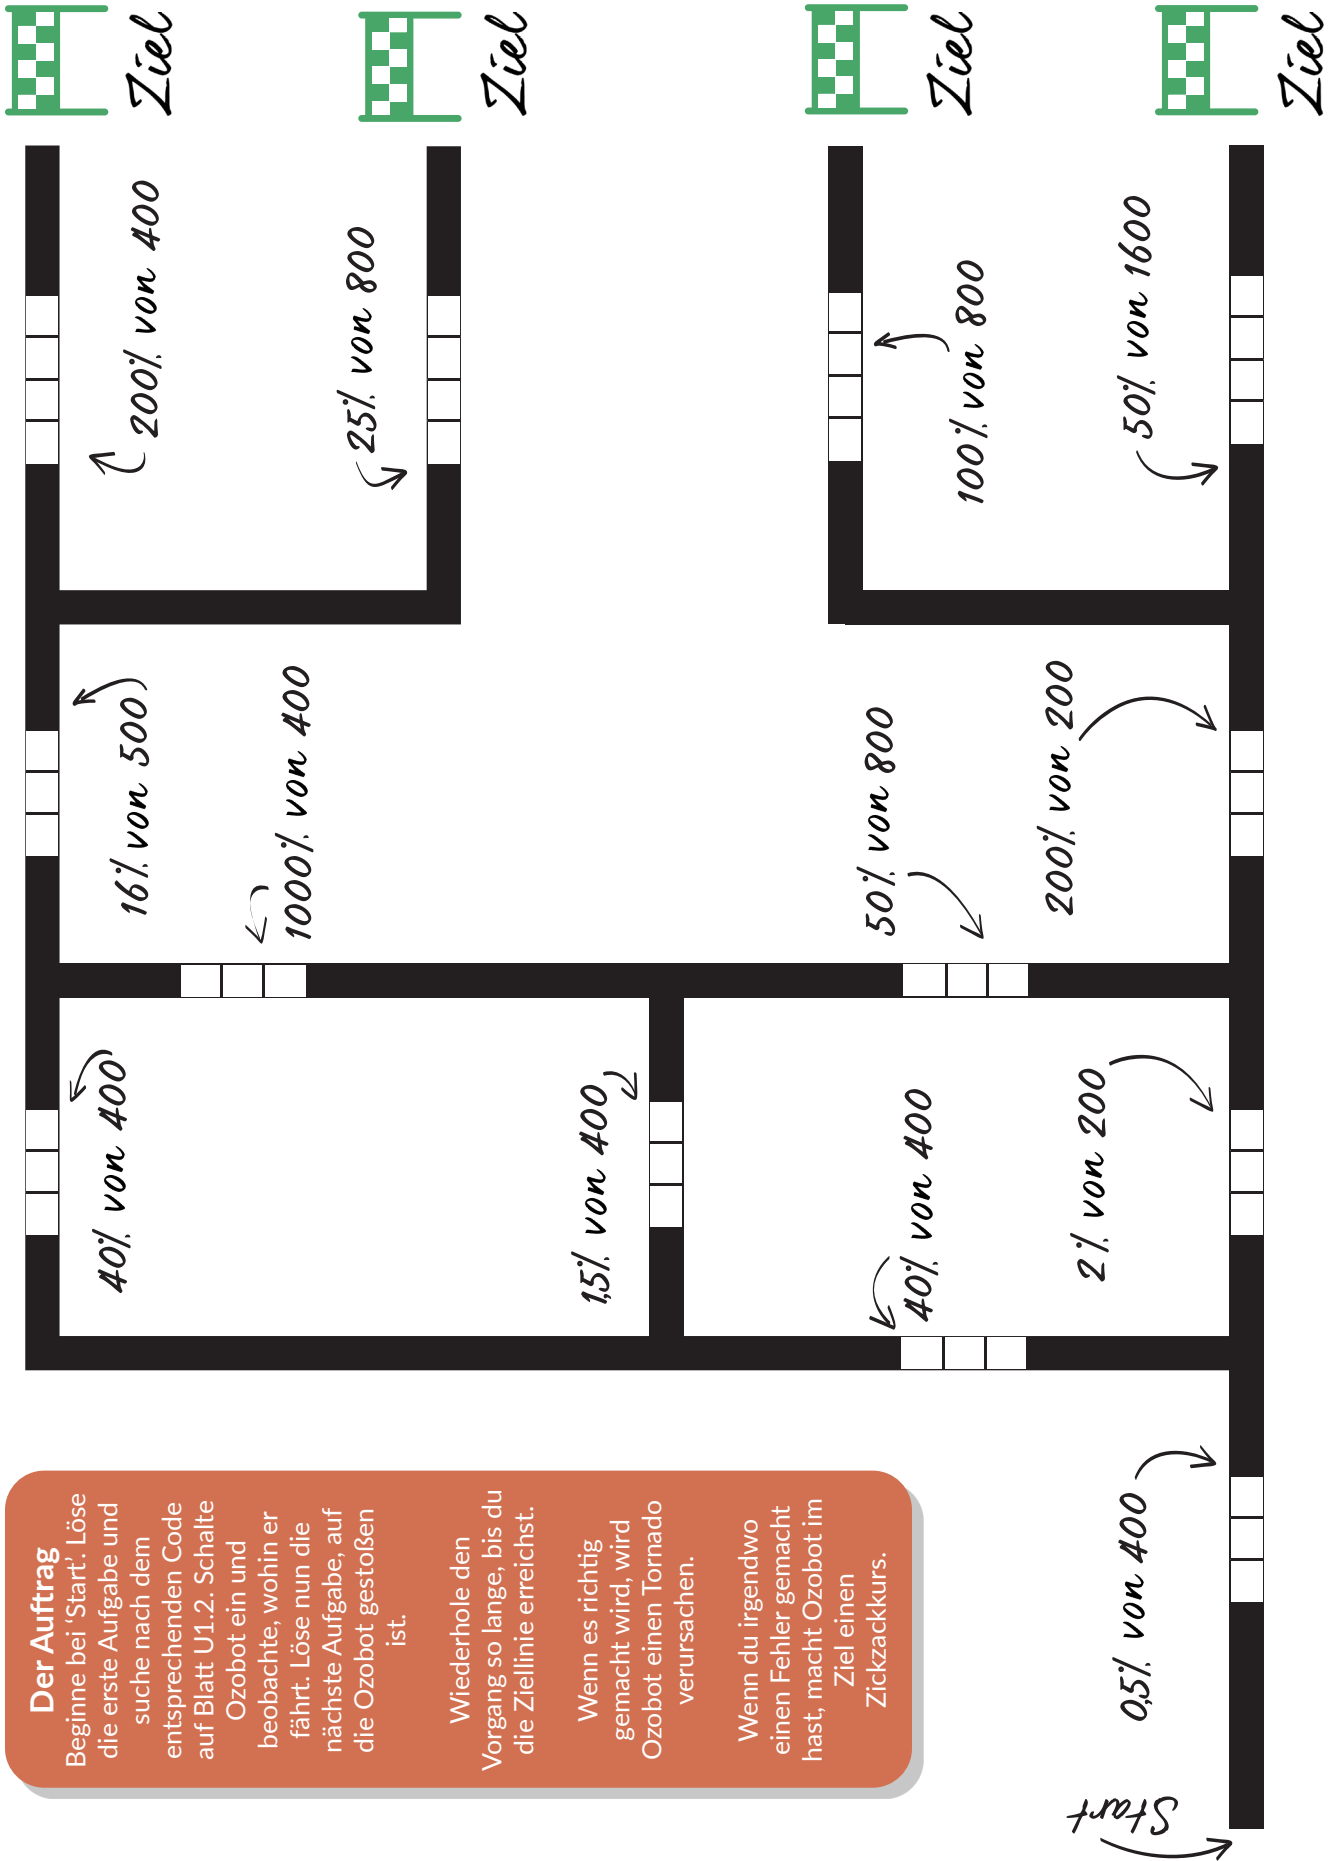 Der Auftrag
Beginne bei ‘Start’. Löse
die erste Aufgabe und
suche nach dem
entsprechenden Code
auf Blatt U1.2. Schalte
Ozobot ein und
beobachte, wohin er
fährt. Löse nun die
nächste Aufgabe, auf
die Ozobot gestoßen
ist.
Wiederhole den
Vorgang so lange, bis du
die Ziellinie erreichst.
Wenn es richtig
gemacht wird, wird
Ozobot einen Tornado
verursachen.
Wenn du irgendwo
einen Fehler gemacht
hast, macht Ozobot im
Ziel einen
Zickzackkurs.
Start
0,5% von 400
40% von 400
1,5% von 400
40% von 400
2% von 200
16% von 500
1000% von 400
50% von 800
200% von 200
200% von 400
25% von 800
100% von 800
50% von 1600
Ziel
Ziel
Ziel
Ziel